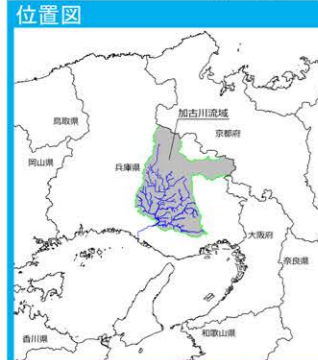 位置図
鳥取県
加古川流域
京都府
岡山県
兵庫県
大阪府
奈良県
香川県
和歌山県